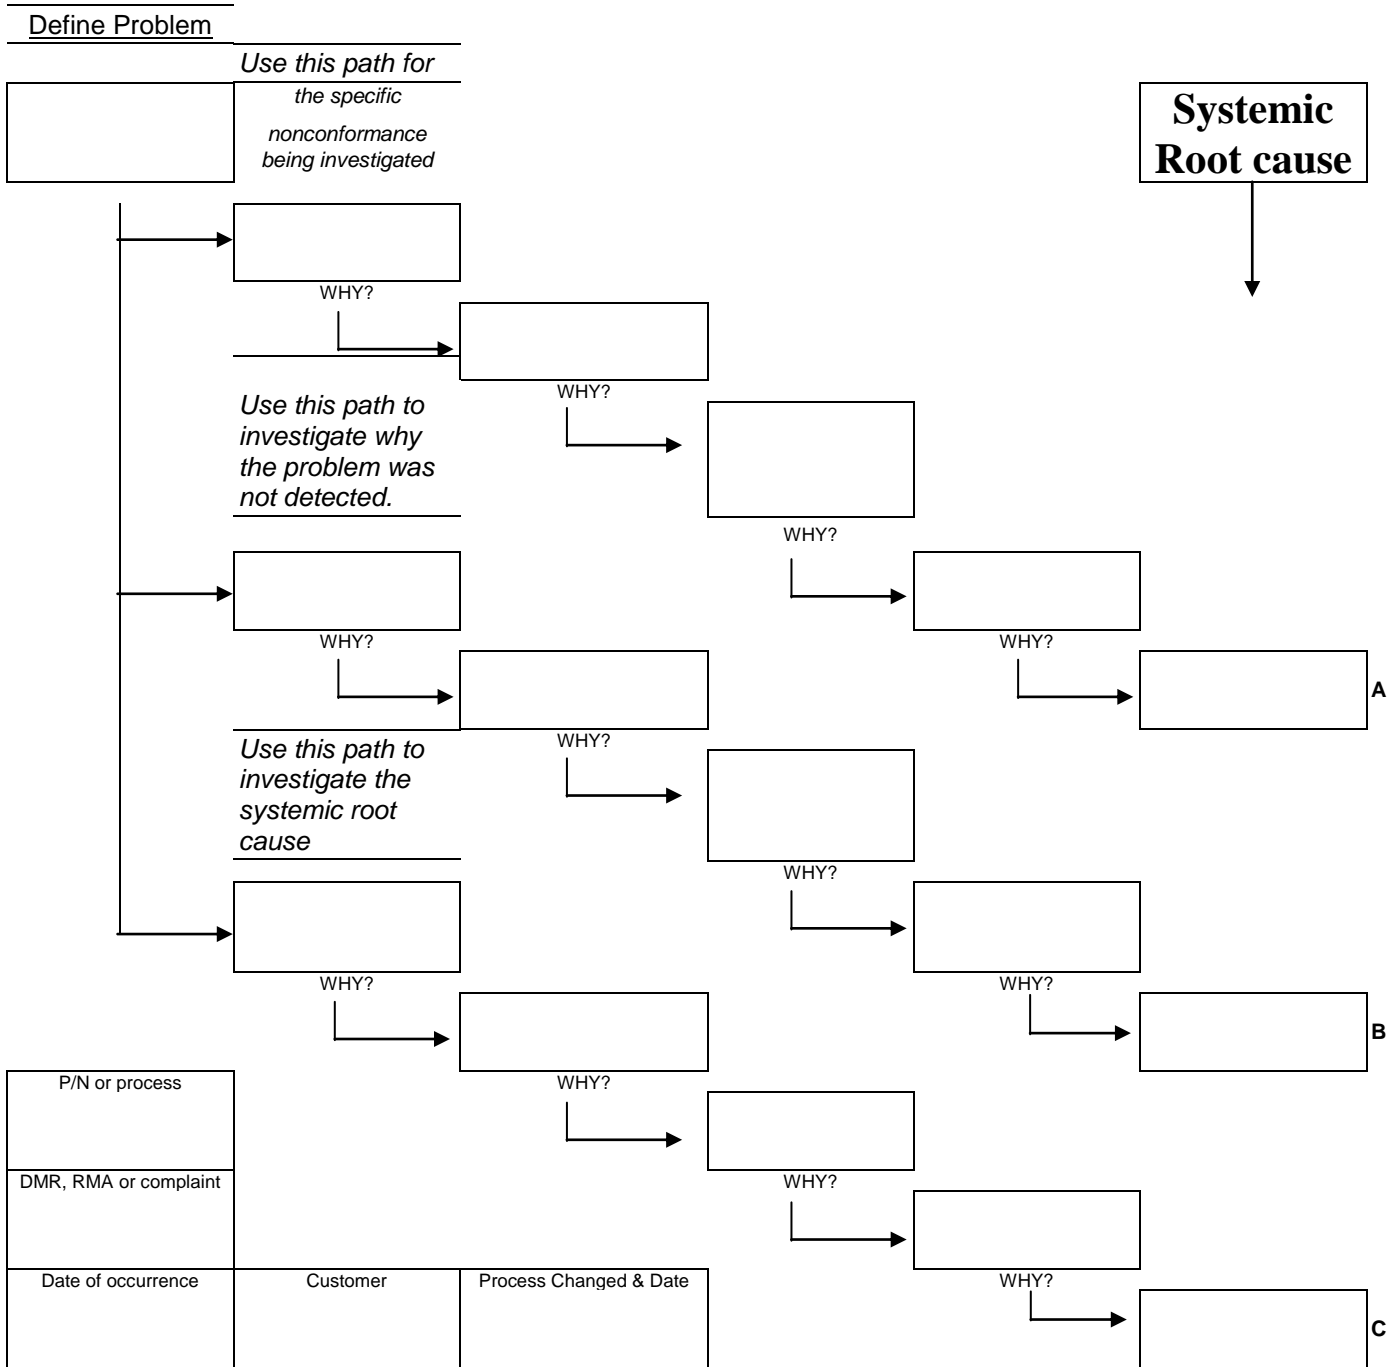 Define Problem
Use this path for
the specific
nonconformance
being investigated
Systemic
Root cause
WHY?
WHY?
Use this path to
investigate why
the problem was
not detected.
WHY?
WHY?
WHY?
A
WHY?
Use this path to
investigate the
systemic root
cause
WHY?
WHY?
WHY?
B
P/N or process
WHY?
DMR, RMA or complaint
WHY?
Date of occurrence
Customer
Process Changed & Date
WHY?
C